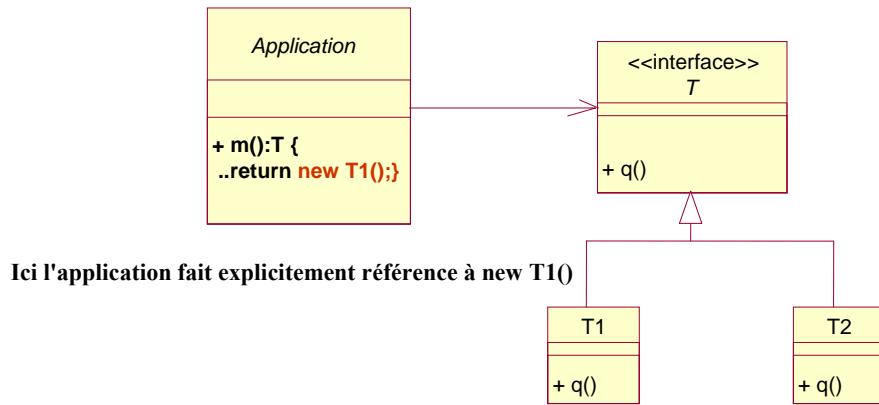 Application
+ m():T {
..return new T1();}
<<interface>>
T
+ q()
Ici l'application fait explicitement référence à new T1()
T1
+ q()
T2
+ q()